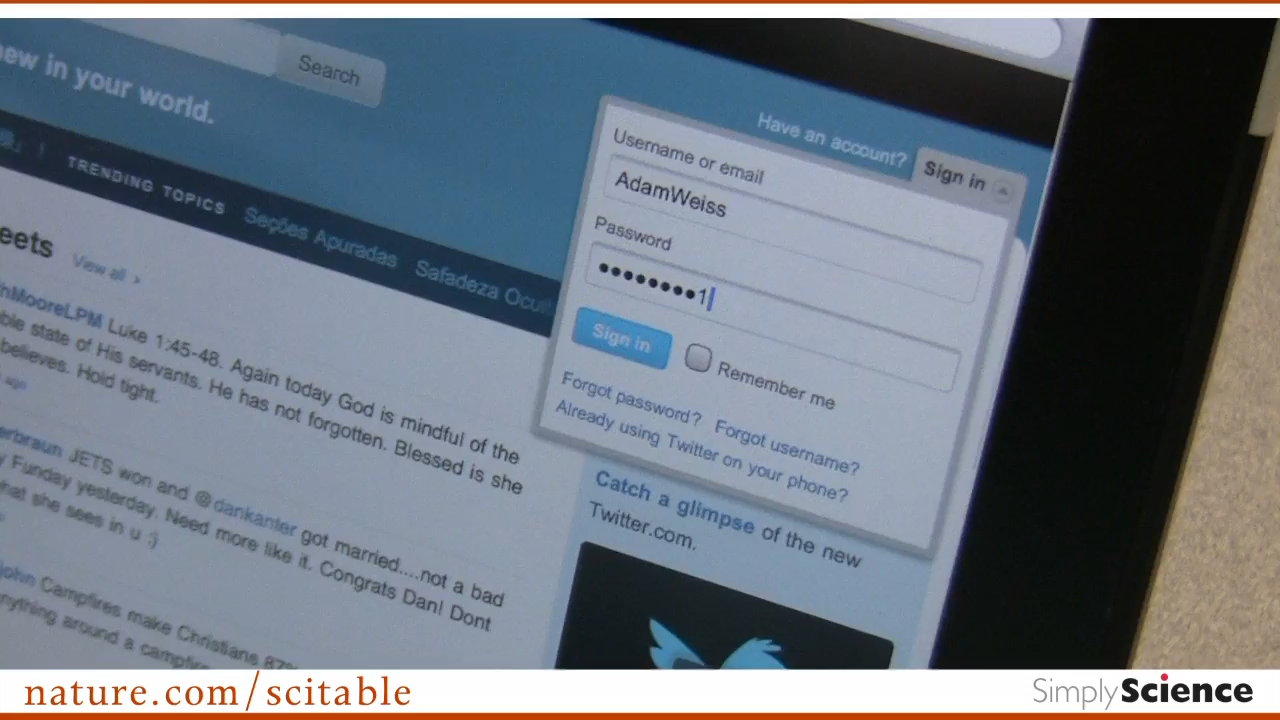 new in your world.
Search
Have an account?
Sign in
TRENDING TOPICS Seções Apuradas Safadeza
Username or email
AdamWeiss
Password
••••••••1
Sign in
Remember me
Forgot password? Forgot username?
Already using Twitter on your phone?
View all ›
Luke 1:45-48. Again today God is mindful of the
state of His servants. He has not forgotten. Blessed is she
believes. Hold tight.
ago
JETS won and @dankanter got married....not a bad
Funday yesterday. Need more like it. Congrats Dan! Dont
she sees in u :)
Campfires make Christians 87%
around a
Catch a glimpse of the new
Twitter.com.
nature.com/scitable
SimplyScience